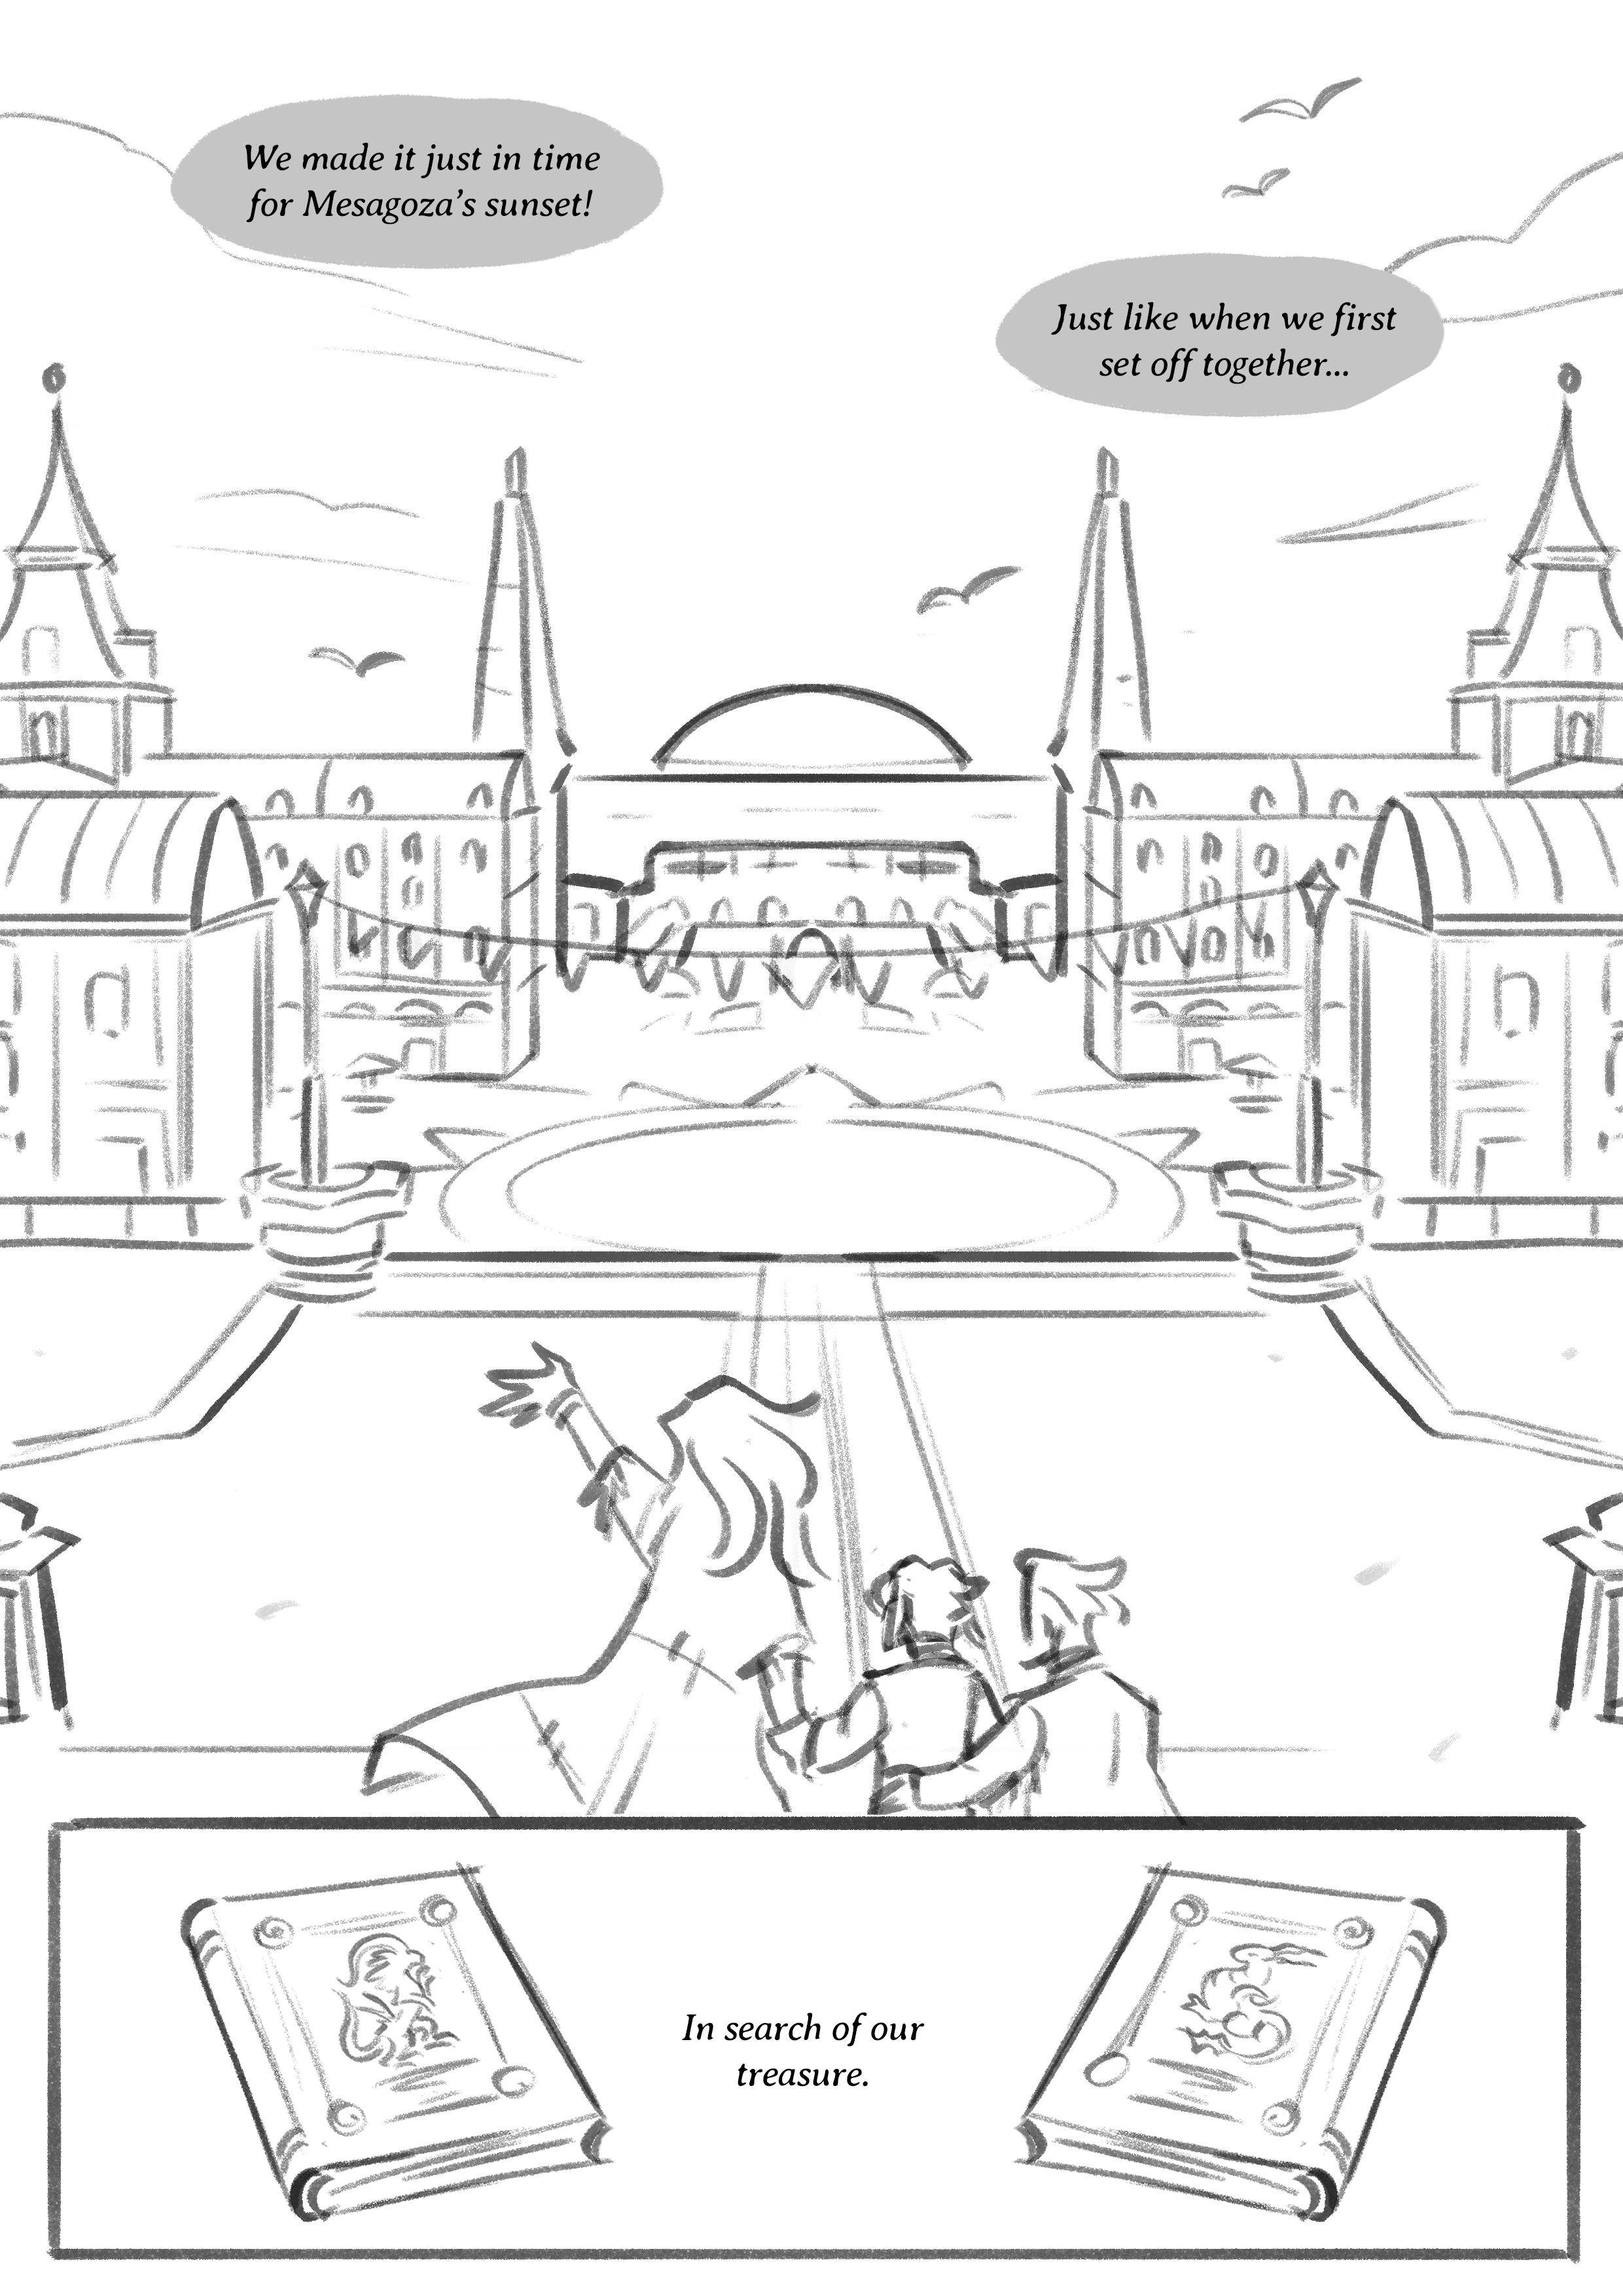 We made it just in time
for Mesagoza’s sunset!
Just like when we first
set off together...
In search of our
treasure.